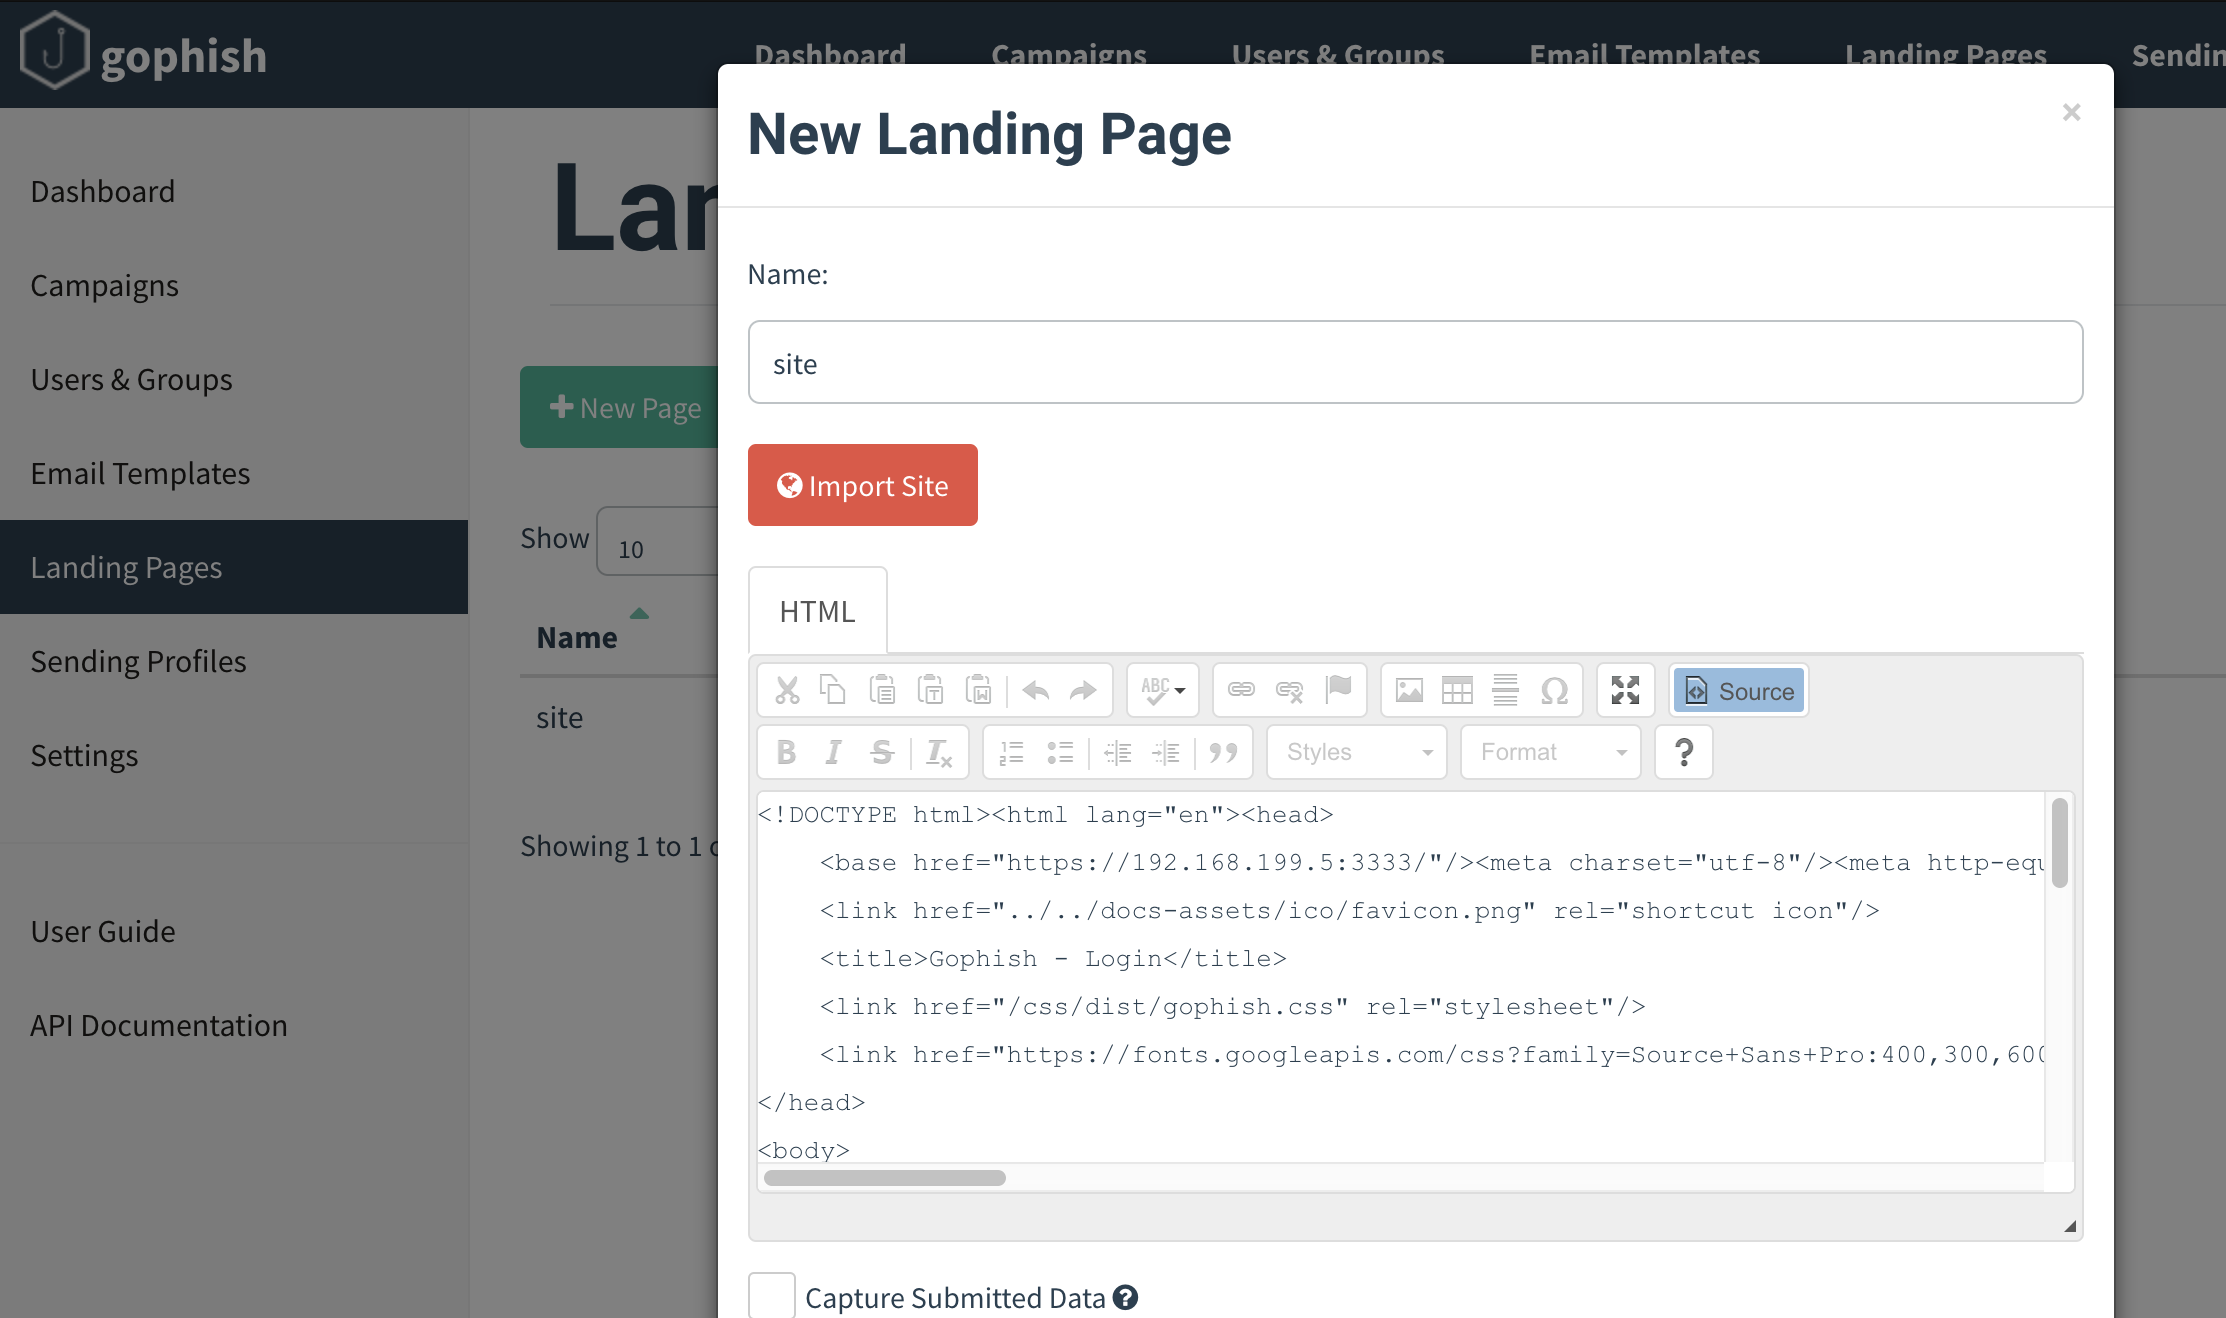 gophish
Dashboard Campaigns Users & Groups Email Templates Landing Pages Sendin
Dashboard
Campaigns
Users & Groups
Email Templates
Landing Pages
Sending Profiles
Settings
User Guide
API Documentation
Lan
New Page
Show 10
Name
site
Showing 1 to 1 o
New Landing Page
×
Name:
site
Import Site
HTML
ABC
Source
B I S Tx
Styles
Format
?
<!DOCTYPE html><html lang="en"><head>
<base href="https://192.168.199.5:3333/"/><meta charset="utf-8"/><meta http-equ
<link href="../../docs-assets/ico/favicon.png" rel="shortcut icon"/>
<title>Gophish - Login</title>
<link href="/css/dist/gophish.css" rel="stylesheet"/>
<link href="https://fonts.googleapis.com/css?family=Source+Sans+Pro:400,300,600
</head>
<body>
Capture Submitted Data ?